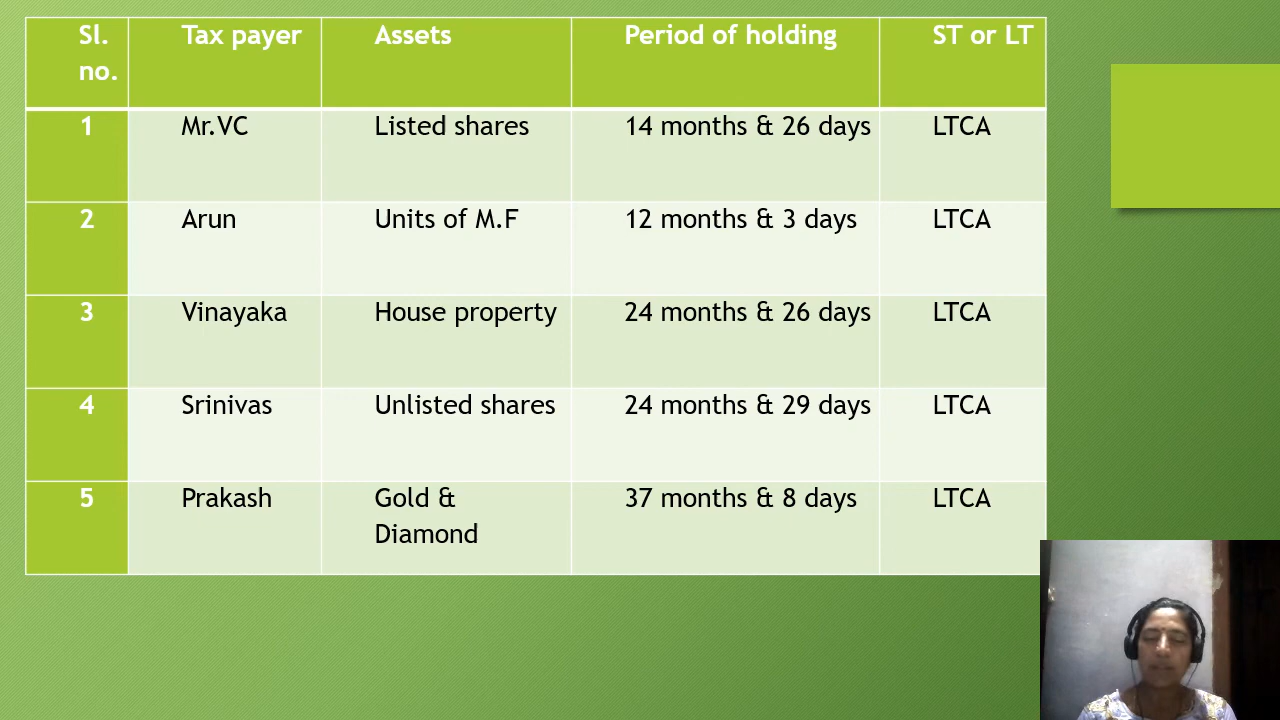 Sl. no. Tax payer Assets Period of holding ST or LT
1 Mr.VC Listed shares 14 months & 26 days LTCA
2 Arun Units of M.F 12 months & 3 days LTCA
3 Vinayaka House property 24 months & 26 days LTCA
4 Srinivas Unlisted shares 24 months & 29 days LTCA
5 Prakash Gold & Diamond 37 months & 8 days LTCA